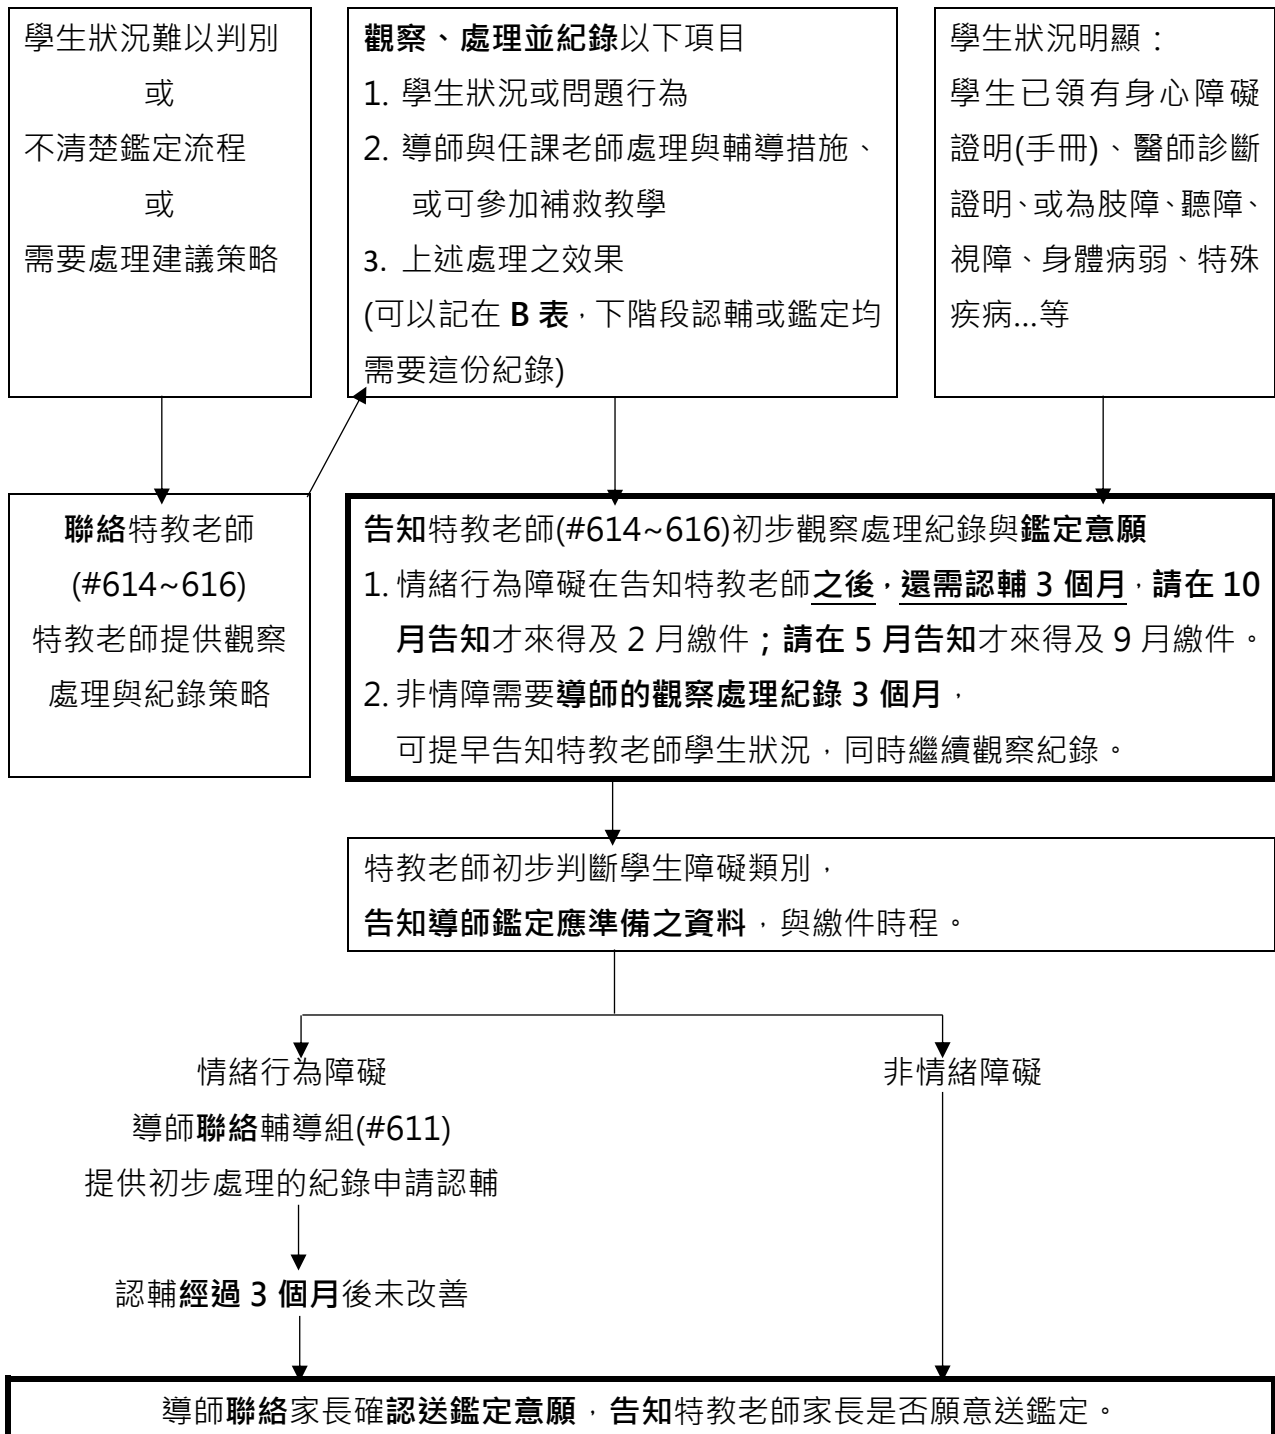 學生狀況難以判別
或
不清楚鑑定流程
或
需要處理建議策略
觀察、處理並紀錄以下項目
1. 學生狀況或問題行為
2. 導師與任課老師處理與輔導措施、
或可參加補救教學
3. 上述處理之效果
(可以記在 B 表，下階段認輔或鑑定均
需要這份紀錄)
學生狀況明顯：
學生已領有身心障礙
證明(手冊)、醫師診斷
證明、或為肢障、聽障、
視障、身體病弱、特殊
疾病...等
聯絡特教老師
(#614~616)
特教老師提供觀察
處理與紀錄策略
告知特教老師(#614~616)初步觀察處理紀錄與鑑定意願
1. 情緒行為障礙在告知特教老師之後，還需認輔 3 個月，請在 10
月告知才來得及 2 月繳件；請在 5 月告知才來得及 9 月繳件。
2. 非情障需要導師的觀察處理紀錄 3 個月，
可提早告知特教老師學生狀況，同時繼續觀察紀錄。
特教老師初步判斷學生障礙類別，
告知導師鑑定應準備之資料，與繳件時程。
情緒行為障礙
導師聯絡輔導組(#611)
提供初步處理的紀錄申請認輔
認輔經過 3 個月後未改善
非情緒障礙
導師聯絡家長確認送鑑定意願，告知特教老師家長是否願意送鑑定。